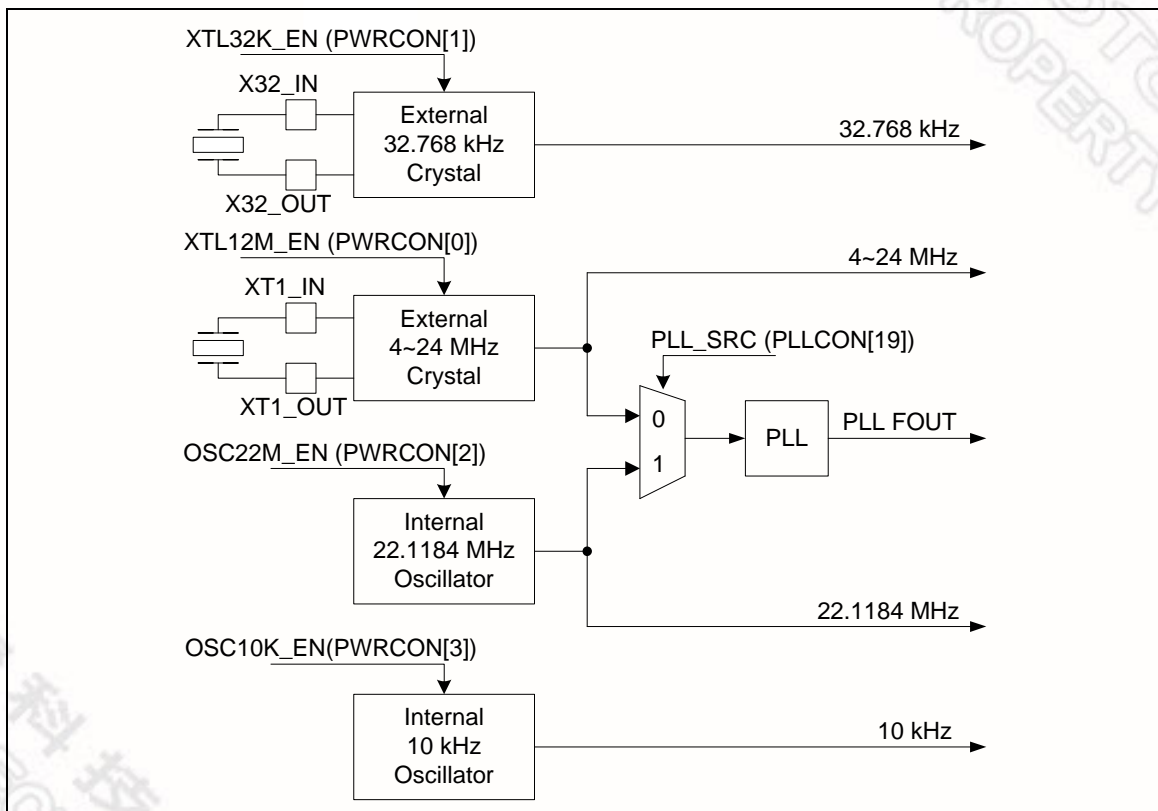 XTL32K_EN (PWRCON[1])
X32_IN
External
32.768 kHz
Crystal
32.768 kHz
X32_OUT
XTL12M_EN (PWRCON[0])
4~24 MHz
XT1_IN
External
4~24 MHz
Crystal
PLL_SRC (PLLCON[19])
XT1_OUT
0
1
PLL
PLL FOUT
OSC22M_EN (PWRCON[2])
Internal
22.1184 MHz
Oscillator
22.1184 MHz
OSC10K_EN(PWRCON[3])
Internal
10 kHz
Oscillator
10 kHz
科技